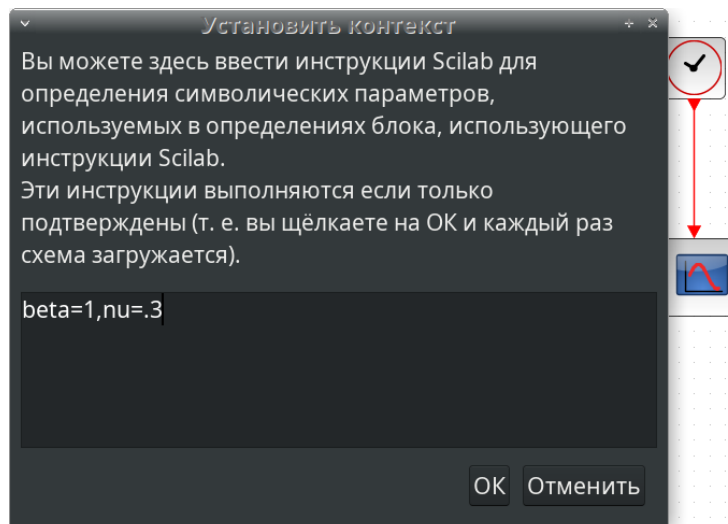 Установить контекст
Вы можете здесь ввести инструкции Scilab для
определения символических параметров,
используемых в определениях блока, использующего
инструкции Scilab.
Эти инструкции выполняются если только
подтверждены (т. е. вы щёлкаете на ОК и каждый раз
схема загружается).
beta=1,nu=.3
ОК Отменить